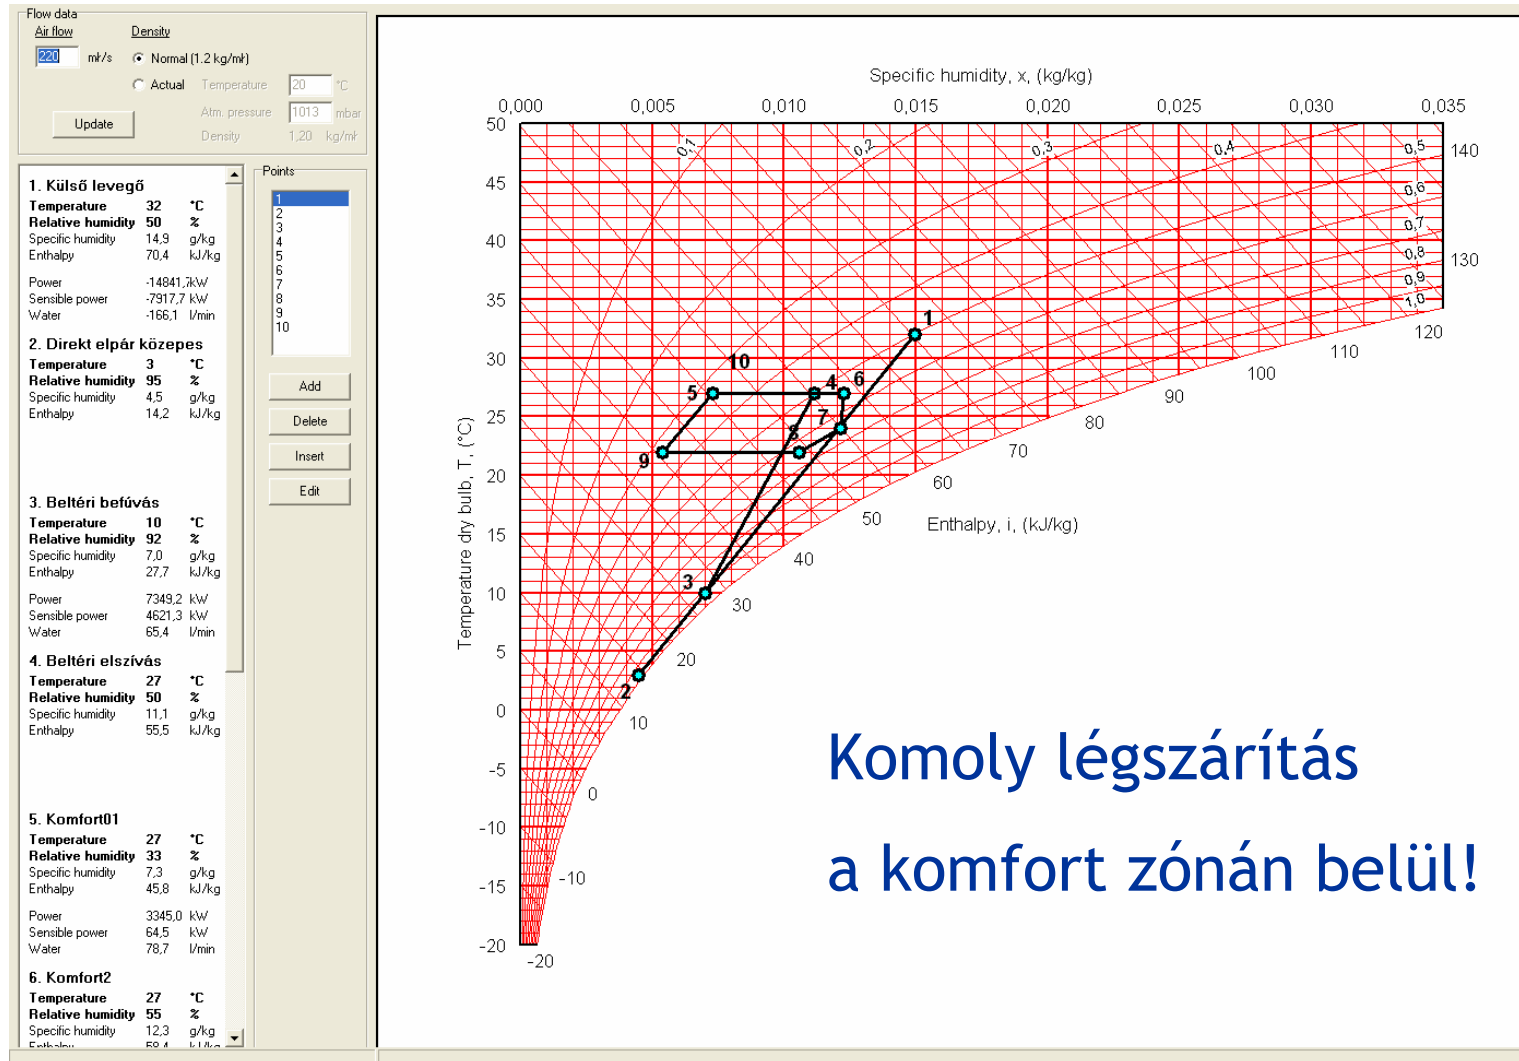 Flow data
Air flow Density
220 mł/s Normal (1.2 kg/mł)
Actual Temperature 20 °C
Atm. pressure 1013 mbar
Update Density 1,20 kg/mł
1. Külső levegő
Temperature 32 °C
Relative humidity 50 %
Specific humidity 14,9 g/kg
Enthalpy 70,4 kJ/kg
Power -14841,7kW
Sensible power -7917,7 kW
Water -166,1 l/min
2. Direkt elpár közepes
Temperature 3 °C
Relative humidity 95 %
Specific humidity 4,5 g/kg
Enthalpy 14,2 kJ/kg
3. Beltéri befúvás
Temperature 10 °C
Relative humidity 92 %
Specific humidity 7,0 g/kg
Enthalpy 27,7 kJ/kg
Power 7349,2 kW
Sensible power 4621,3 kW
Water 65,4 l/min
4. Beltéri elszívás
Temperature 27 °C
Relative humidity 50 %
Specific humidity 11,1 g/kg
Enthalpy 55,5 kJ/kg
5. Komfort01
Temperature 27 °C
Relative humidity 33 %
Specific humidity 7,3 g/kg
Enthalpy 45,8 kJ/kg
Power 3345,0 kW
Sensible power 64,5 kW
Water 78,7 l/min
6. Komfort2
Temperature 27 °C
Relative humidity 55 %
Specific humidity 12,3 g/kg
Enthalpy 58,4 kJ/kg
Points
1
2
3
4
5
6
7
8
9
10
Add
Delete
Insert
Edit
Specific humidity, x, (kg/kg)
0,000 0,005 0,010 0,015 0,020 0,025 0,030 0,035
50
45
40
35
30
25
20
15
10
5
0
-5
-10
-15
-20
Temperature dry bulb, T, (°C)
0,1 0,2 0,3 0,4 0,5
0,6
0,7
0,8
0,9
1,0
140
130
120
110
100
90
80
70
60
50
40
30
20
10
0
-10
-20
Enthalpy, i, (kJ/kg)
1
10
5 4 6
7
8
9
3
2
Komoly légszárítás
a komfort zónán belül!